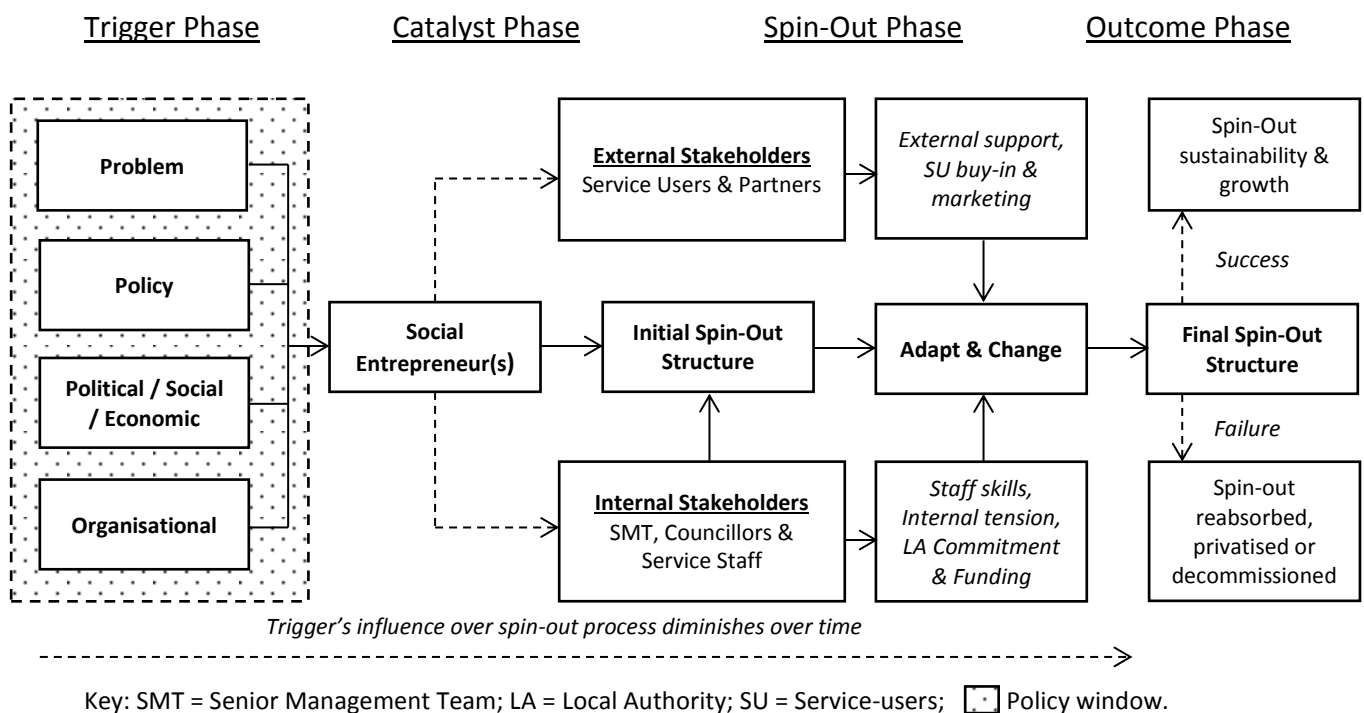 Trigger Phase
Catalyst Phase
Spin-Out Phase
Outcome Phase
Problem
Policy
Political / Social
/ Economic
Organisational
Social
Entrepreneur(s)
External Stakeholders
Service Users & Partners
Initial Spin-Out
Structure
Internal Stakeholders
SMT, Councillors &
Service Staff
External support,
SU buy-in &
marketing
Adapt & Change
Staff skills,
Internal tension,
LA Commitment
& Funding
Spin-Out
sustainability &
growth
Success
Final Spin-Out
Structure
Failure
Spin-out
reabsorbed,
privatised or
decommissioned
Trigger's influence over spin-out process diminishes over time
Key: SMT = Senior Management Team; LA = Local Authority; SU = Service-users; Policy window.